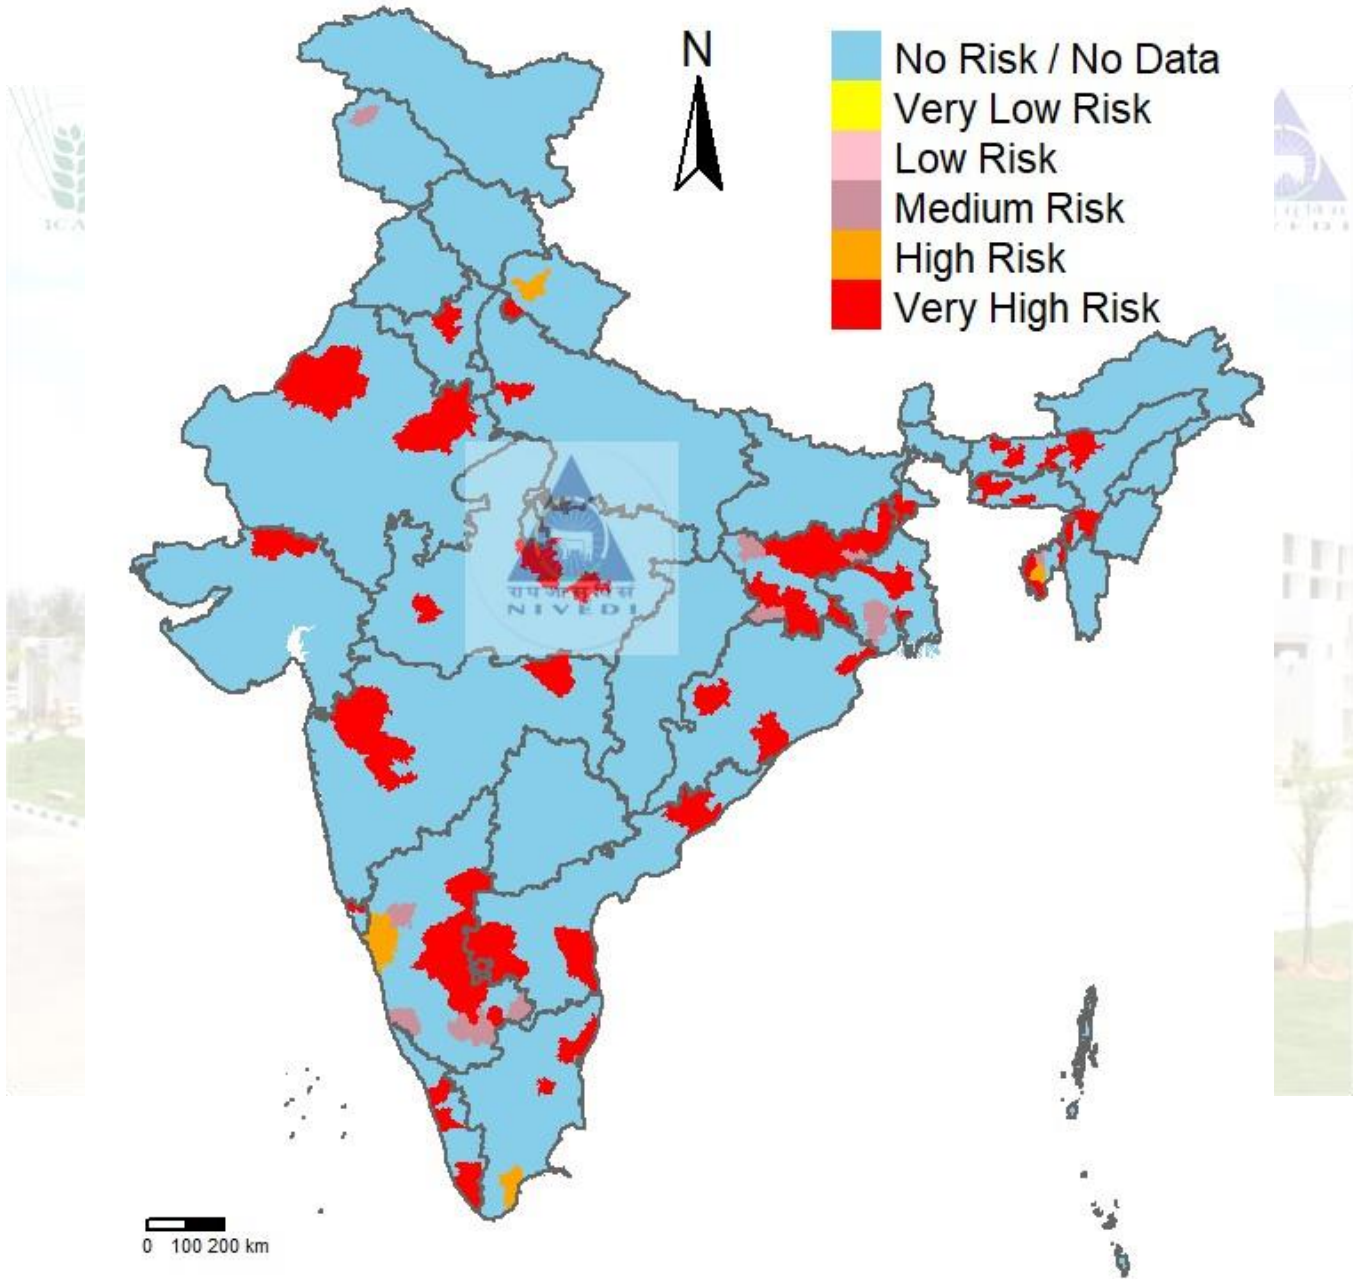 N
No Risk / No Data
Very Low Risk
Low Risk
Medium Risk
High Risk
Very High Risk
NIVEDI
0 100 200 km